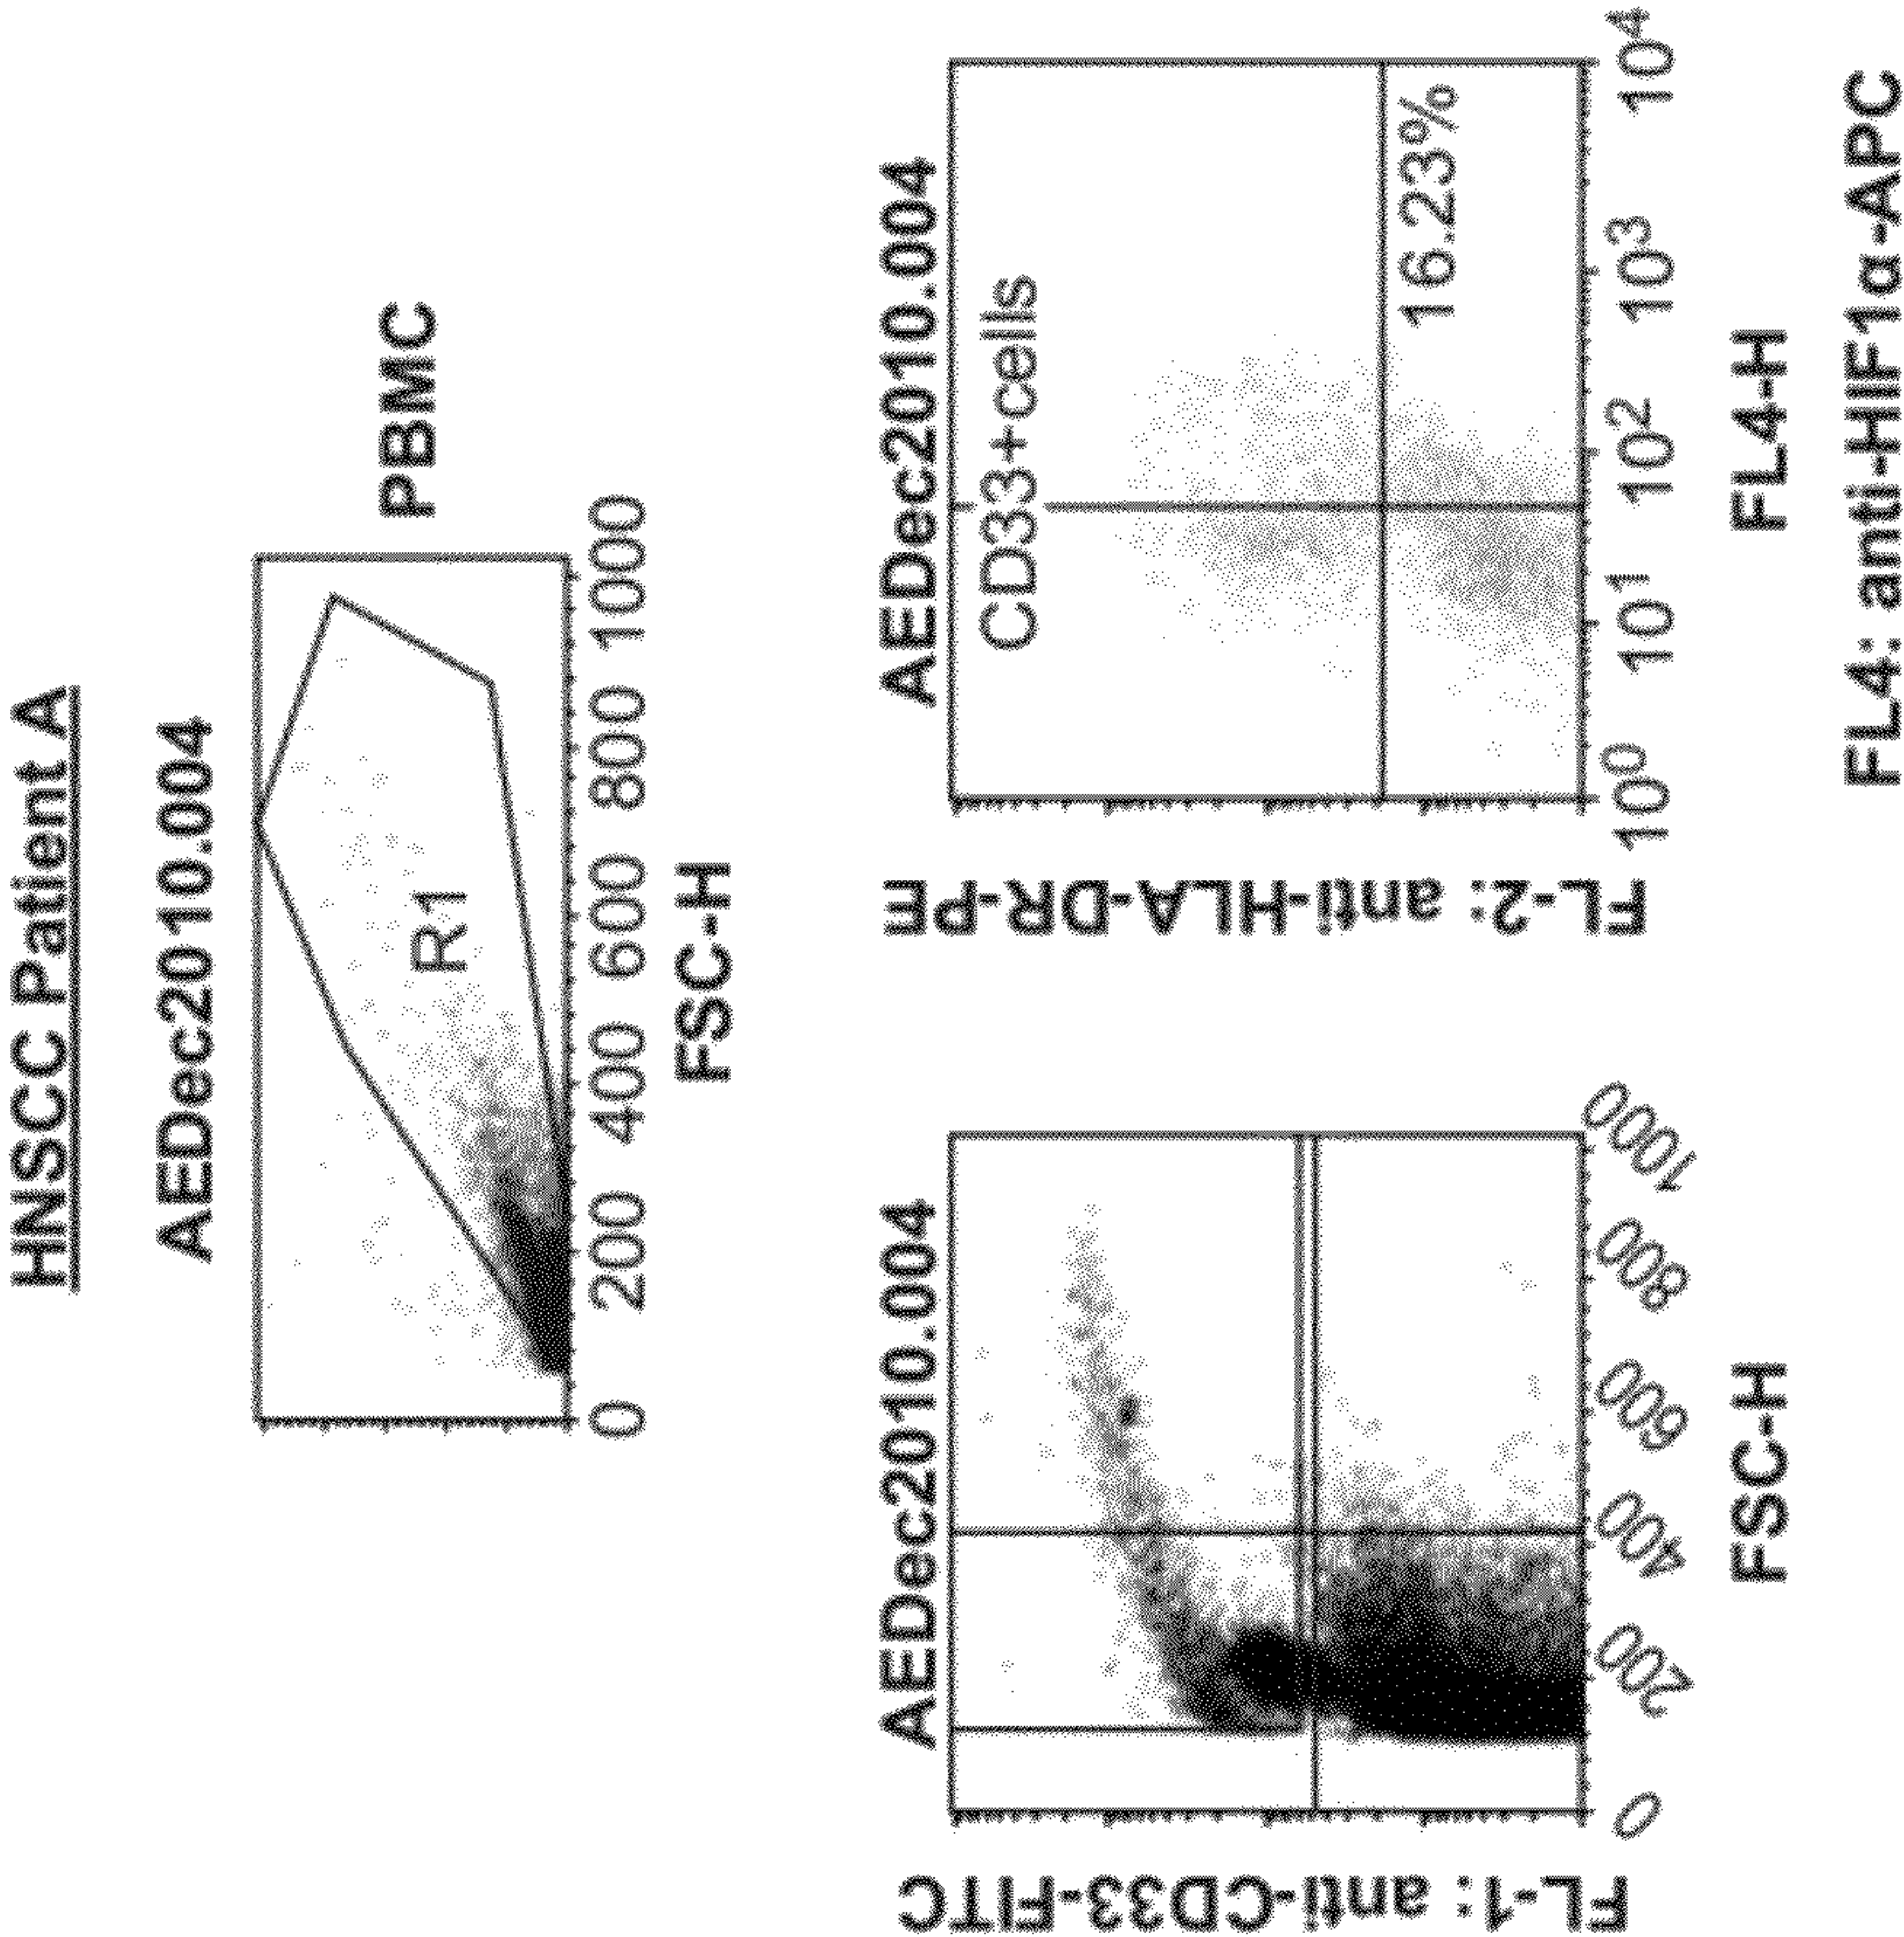 HNSCC Patient A
AEDec2010.004
R1
PBMC
0 200 400 600 800 1000
FSC-H
AEDec2010.004
FL-1: anti-CD33-FITC
0 200 400 600 800 1000
FSC-H
AEDec2010.004
CD33+cells
16.23%
FL-2: anti-HLA-DR-PE
10⁰ 10¹ 10² 10³ 10⁴
FL4-H
FL4: anti-HIF1α-APC